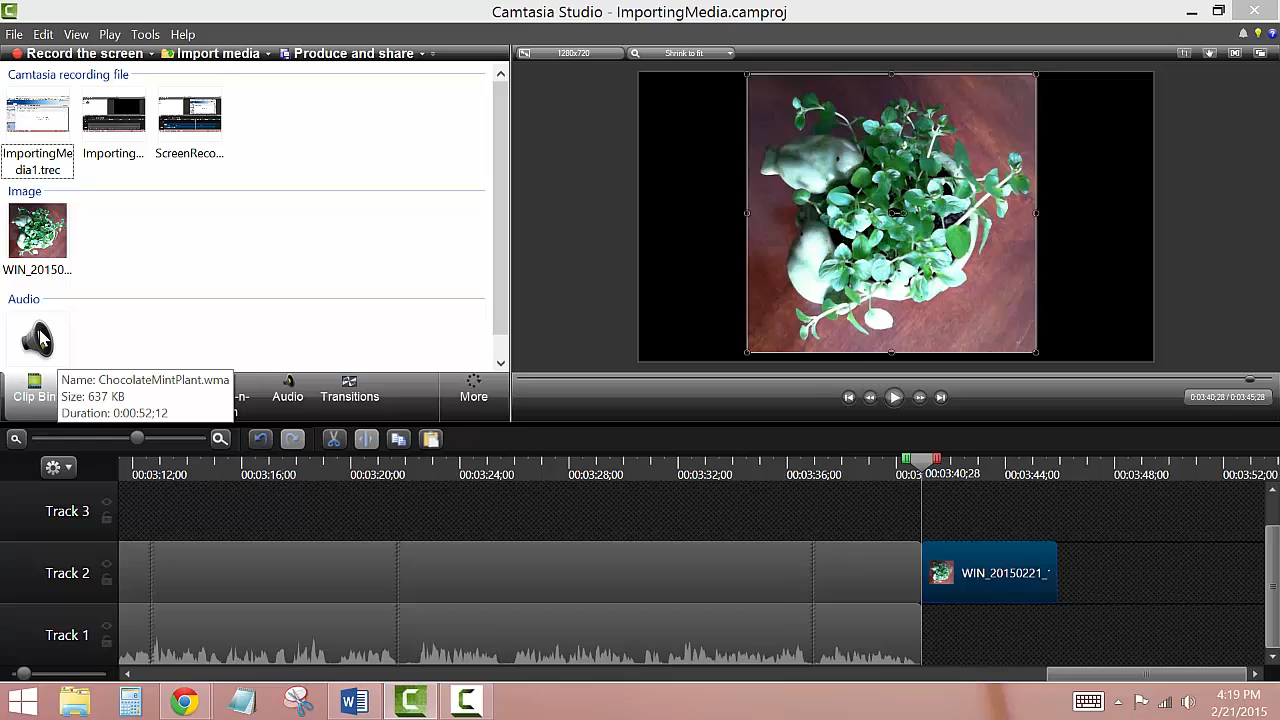 Camtasia Studio - ImportingMedia.camproj
File Edit View Play Tools Help
Record the screen Import media Produce and share
1280x720 Shrink to fit
Camtasia recording file
ImportingMe
dia1.trec
Importing...
ScreenReco...
Image
WIN_20150...
Audio
Name: ChocolateMintPlant.wma
Size: 637 KB
Duration: 0:00:52;12
Clip Bin
-n-
Audio
Transitions
More
0:03:40;28 / 0:03:45;28
00:03:12;00 00:03:16;00 00:03:20;00 00:03:24;00 00:03:28;00 00:03:32;00 00:03:36;00 00:03:40;28 00:03:44;00 00:03:48;00 00:03:52;00
Track 3
Track 2
WIN_20150221_
Track 1
4:19 PM
2/21/2015